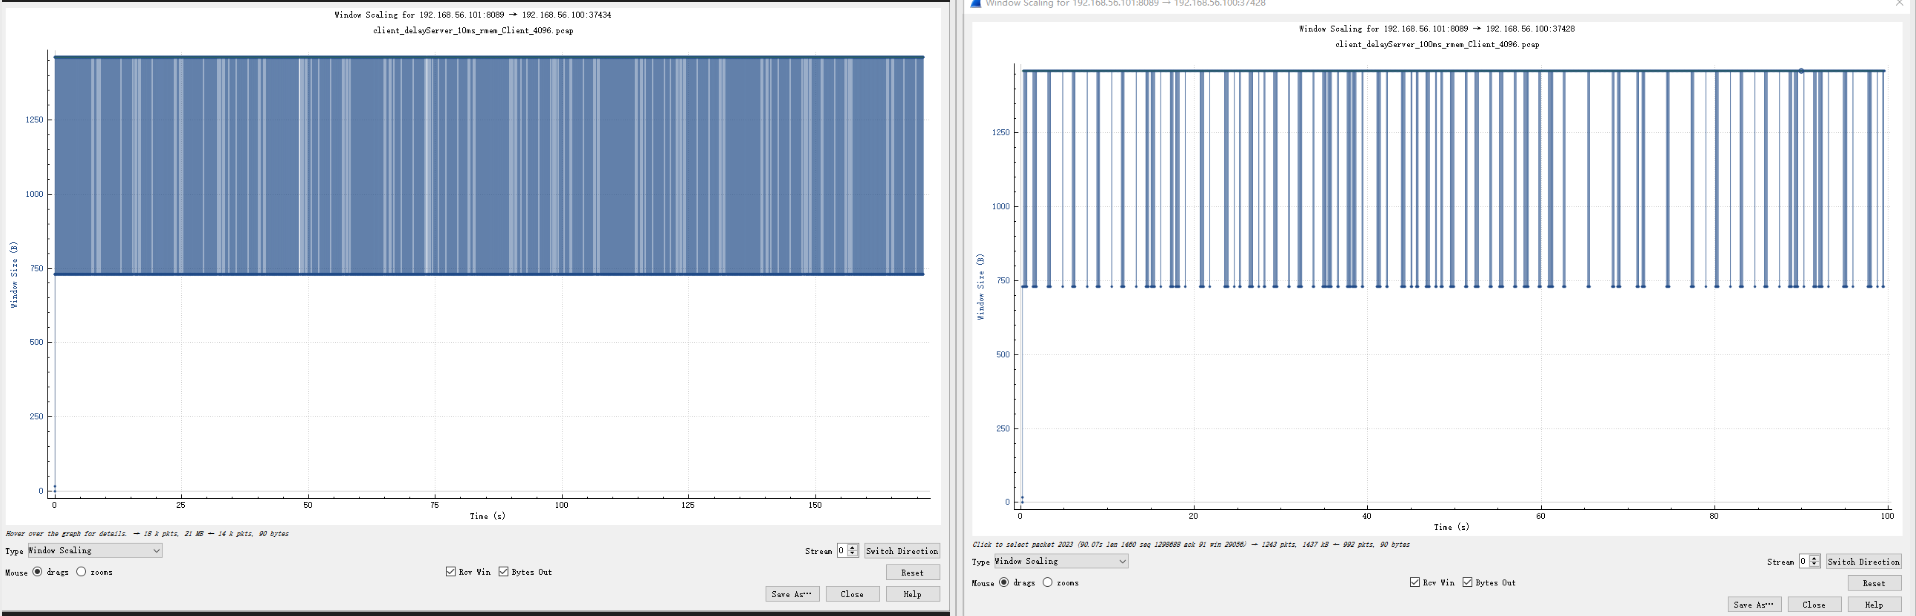 Window Scaling for 192.168.56.101:8089 → 192.168.56.100:37434
client_delayServer_10ms_rmem_Client_4096.pcap
Window Size (B)
1250
1000
750
500
250
0
0 25 50 75 100 125 150
Time (s)
Hover over the graph for details. → 18 k pkts, 21 MB ← 14 k pkts, 90 bytes
Type Window Scaling
Stream 0 Switch Direction
Mouse drags zooms
Rcv Win Bytes Out
Reset
Save As… Close Help
Window Scaling for 192.168.56.101:8089 → 192.168.56.100:37428
Window Scaling for 192.168.56.101:8089 → 192.168.56.100:37428
client_delayServer_100ms_rmem_Client_4096.pcap
Window Size (B)
1250
1000
750
500
250
0
0 20 40 60 80 100
Time (s)
Click to select packet 2023 (90.07s len 1460 seq 1298688 ack 91 win 29056) → 1243 pkts, 1437 kB ← 992 pkts, 90 bytes
Type Window Scaling
Stream 0 Switch Direction
Mouse drags zooms
Rcv Win Bytes Out
Reset
Save As… Close Help